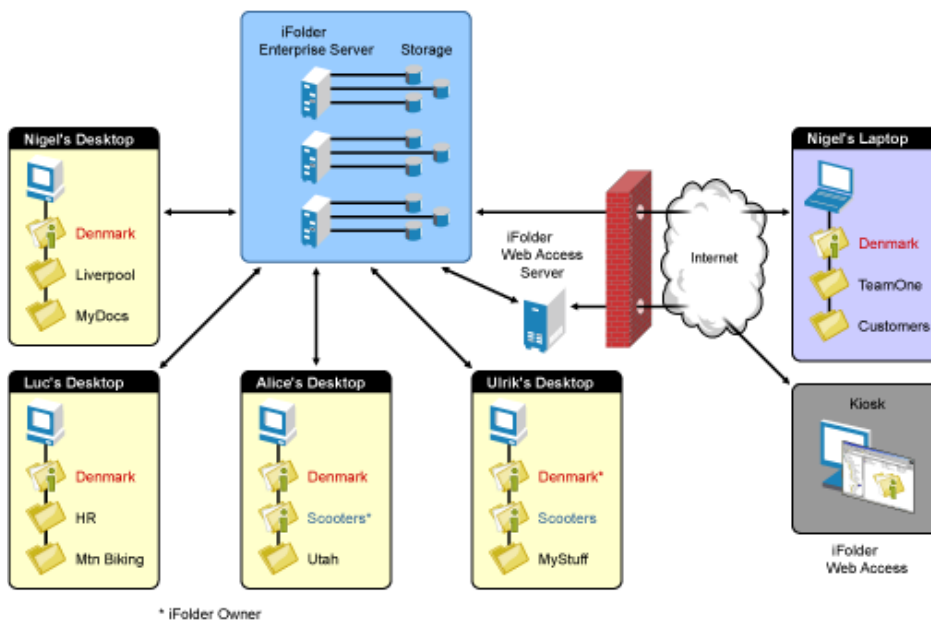 iFolder
Enterprise Server
Storage
Nigel's Desktop
Denmark
Liverpool
MyDocs
Nigel's Laptop
Denmark
TeamOne
Customers
iFolder
Web Access
Server
Internet
Luc's Desktop
Denmark
HR
Mtn Biking
Alice's Desktop
Denmark
Scooters*
Utah
Ulrik's Desktop
Denmark*
Scooters
MyStuff
Kiosk
iFolder
Web Access
* iFolder Owner